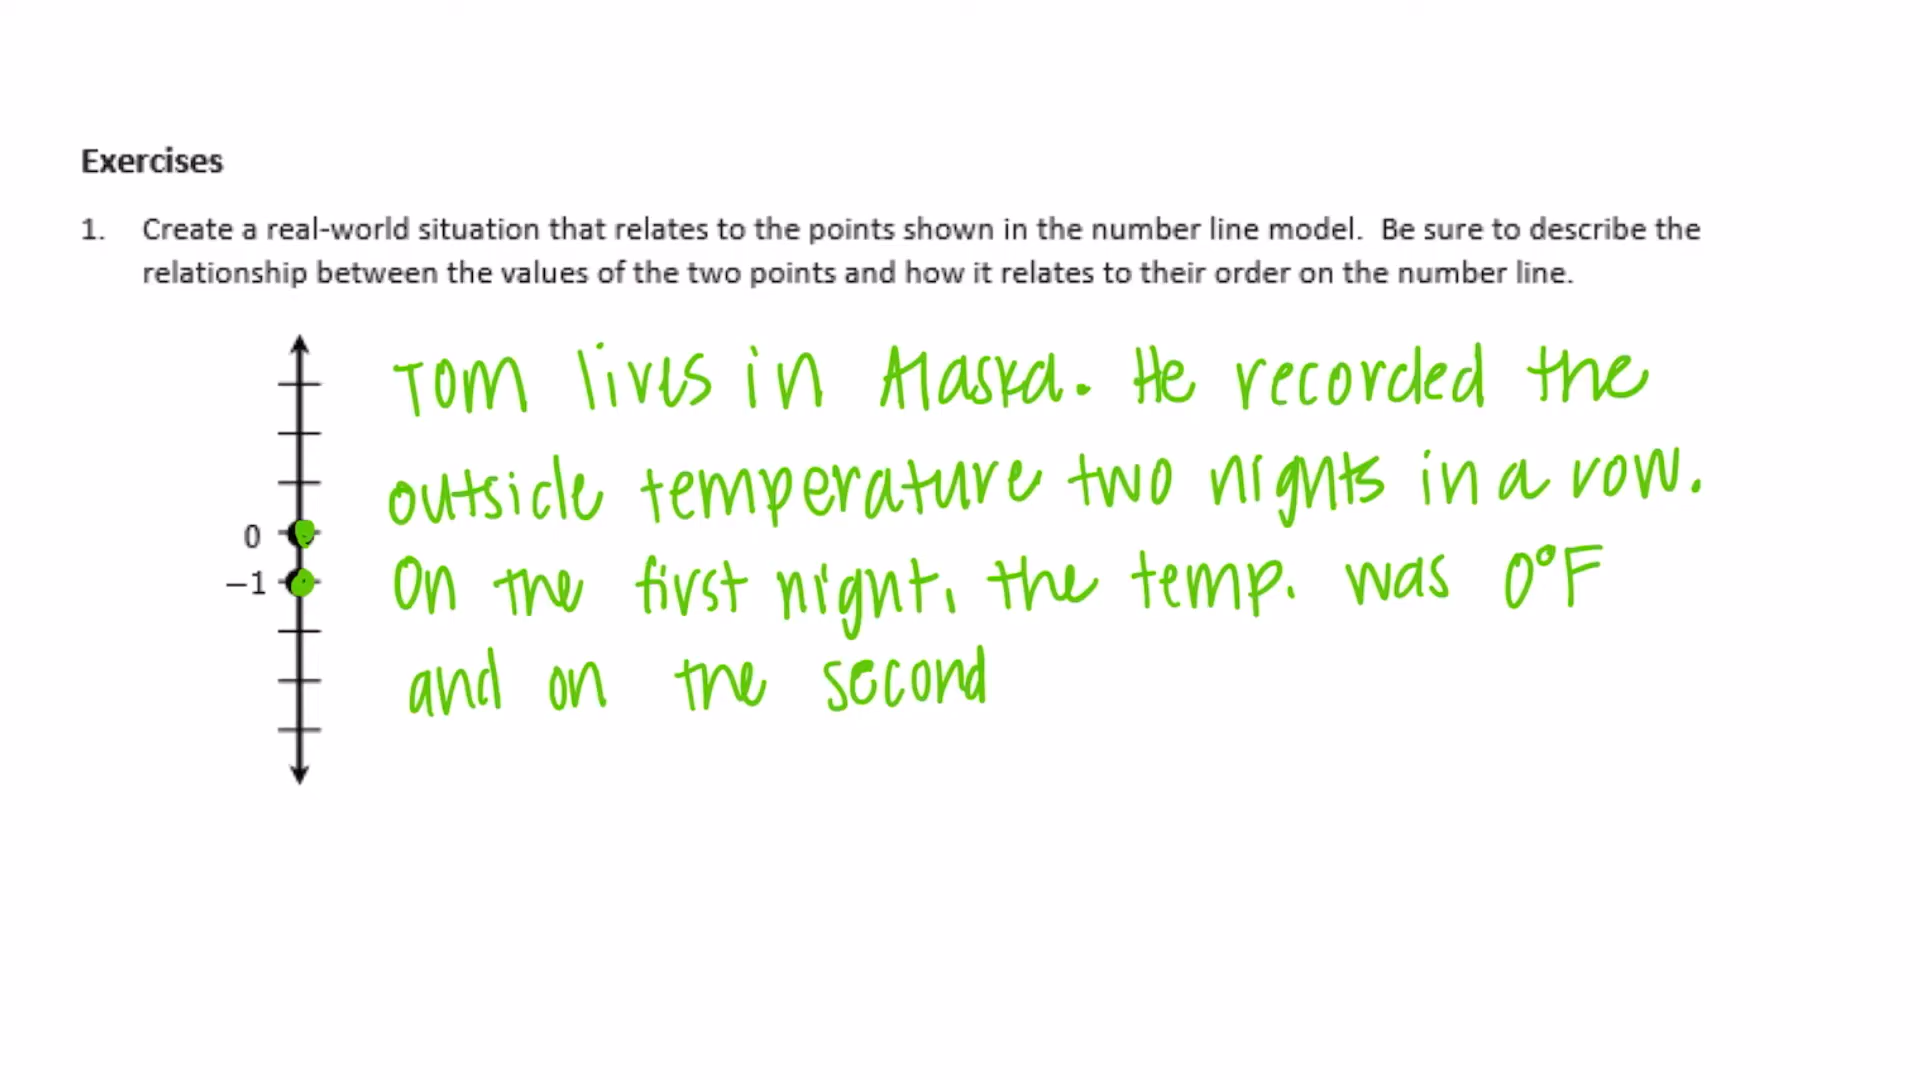 Exercises
1. Create a real-world situation that relates to the points shown in the number line model. Be sure to describe the
relationship between the values of the two points and how it relates to their order on the number line.
Tom lives in Alaska. He recorded the
outside temperature two nights in a row.
0
On the first night, the temp. was 0°F
−1
and on the second